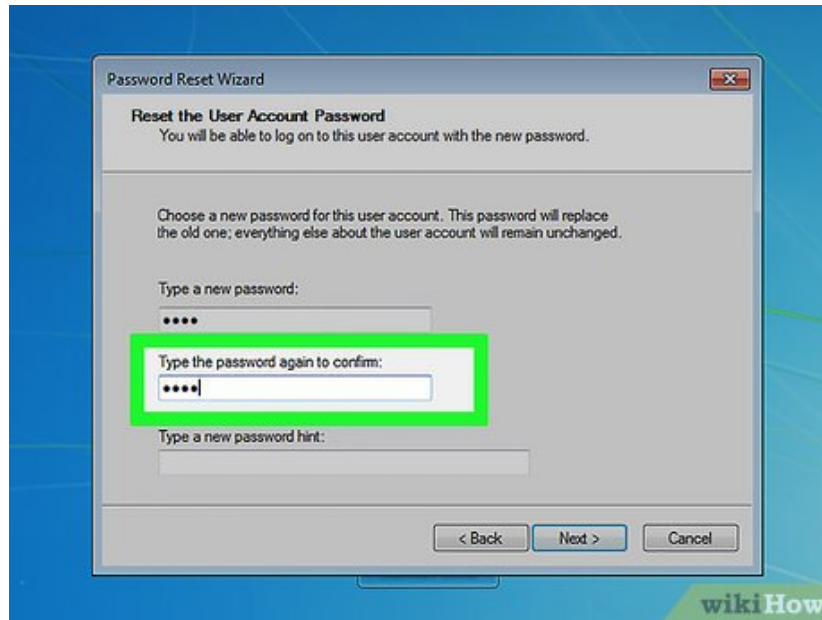 Password Reset Wizard
Reset the User Account Password
You will be able to log on to this user account with the new password.
Choose a new password for this user account. This password will replace
the old one; everything else about the user account will remain unchanged.
Type a new password:
••••
Type the password again to confirm:
••••
Type a new password hint:
< Back Next > Cancel
wikiHow